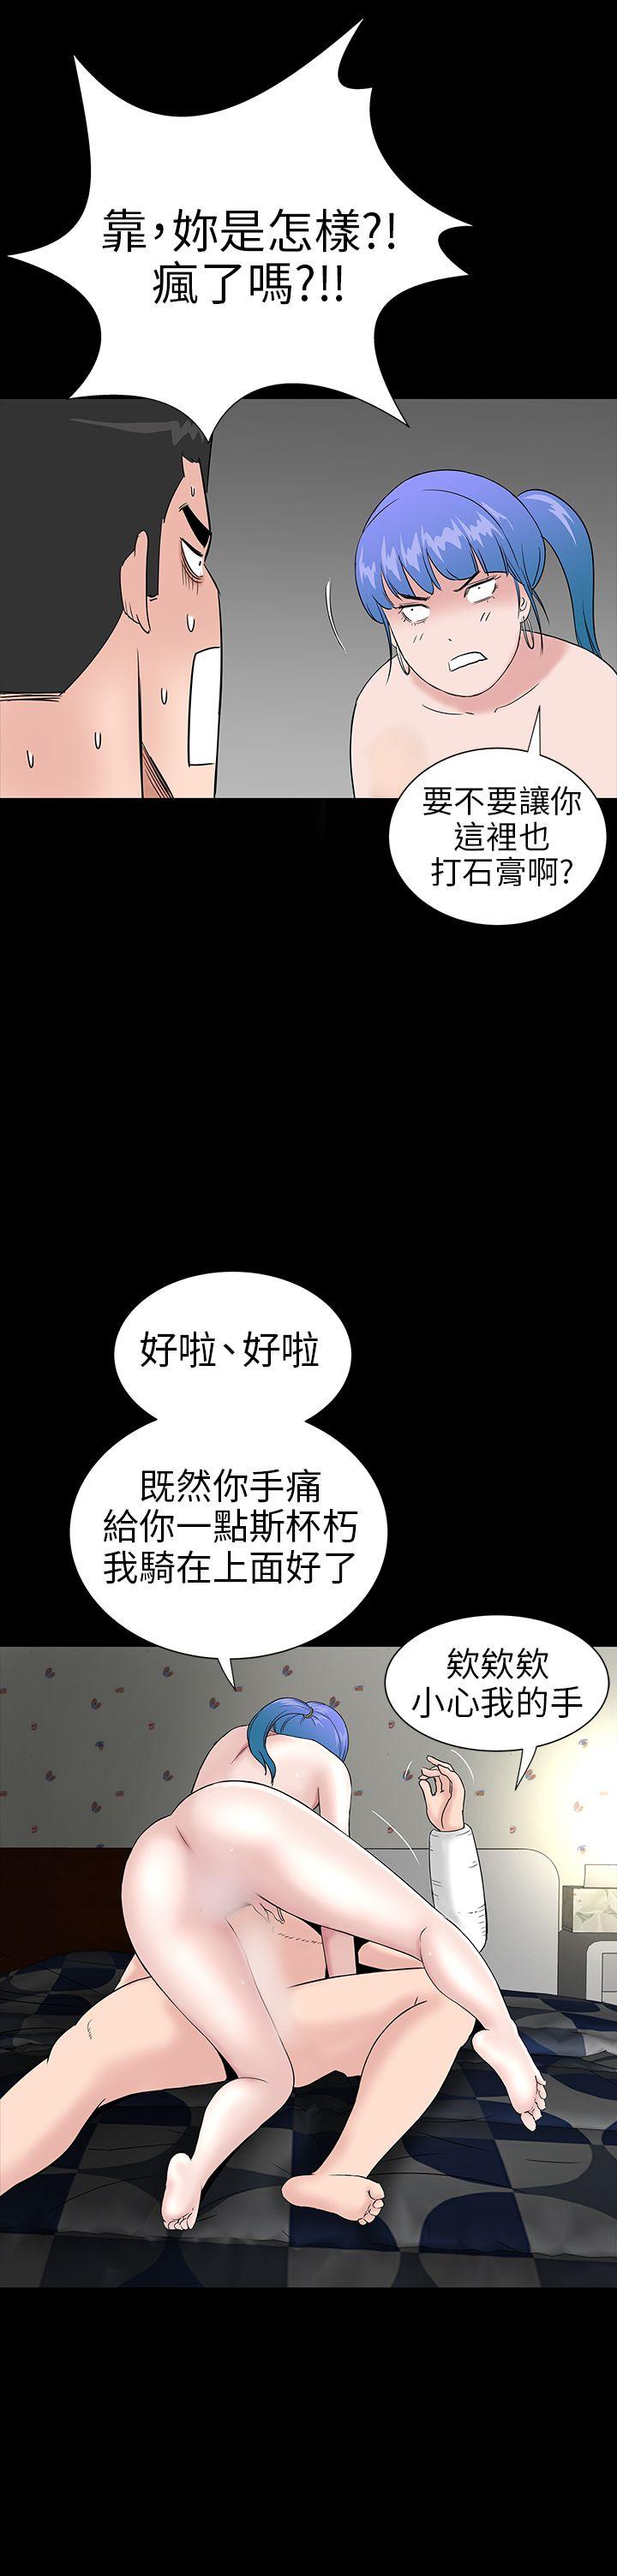 靠，妳是怎樣?!
瘋了嗎?!!
要不要讓你
這裡也
打石膏啊?
好啦、好啦
既然你手痛
給你一點斯杯朽
我騎在上面好了
欸欸欸
小心我的手